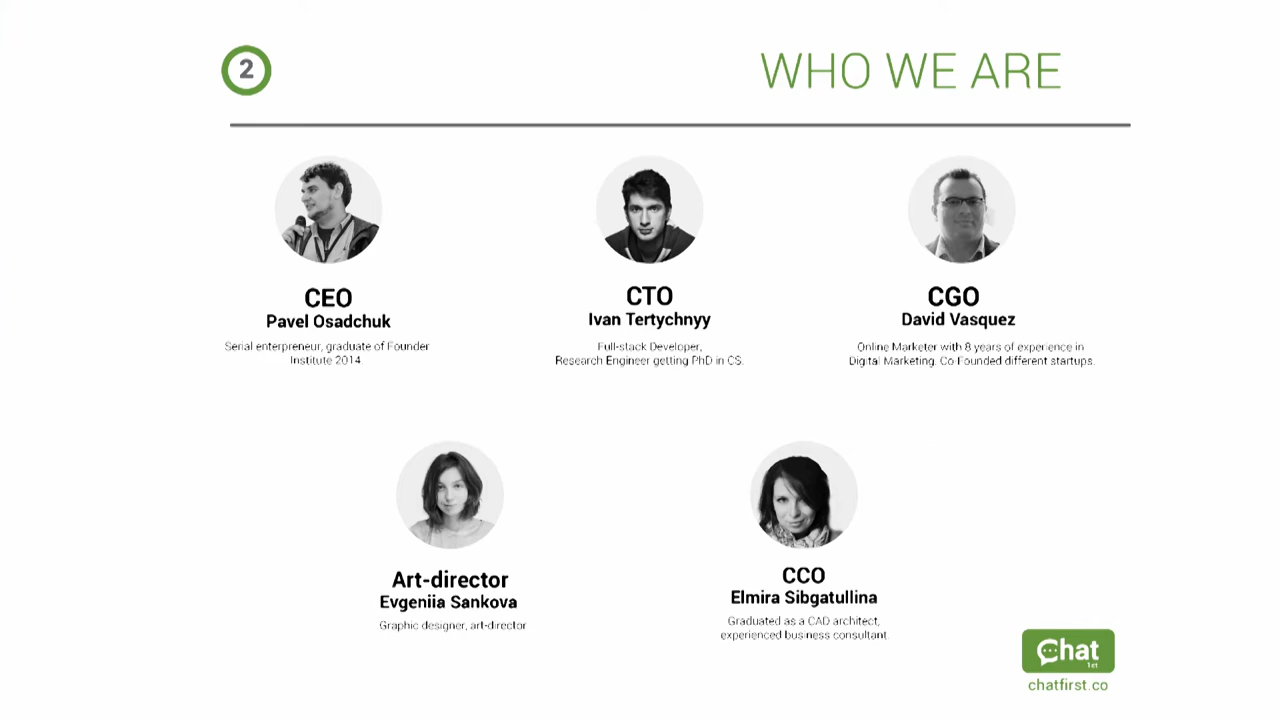 2
WHO WE ARE
CEO
Pavel Osadchuk
Serial enterpreneur, graduate of Founder
Institute 2014.
CTO
Ivan Tertychnyy
Full-stack Developer,
Research Engineer getting PhD in CS.
CGO
David Vasquez
Online Marketer with 8 years of experience in
Digital Marketing. Co-Founded different startups.
Art-director
Evgeniia Sankova
Graphic designer, art-director
CCO
Elmira Sibgatullina
Graduated as a CAD architect,
experienced business consultant.
Chat
1st
chatfirst.co